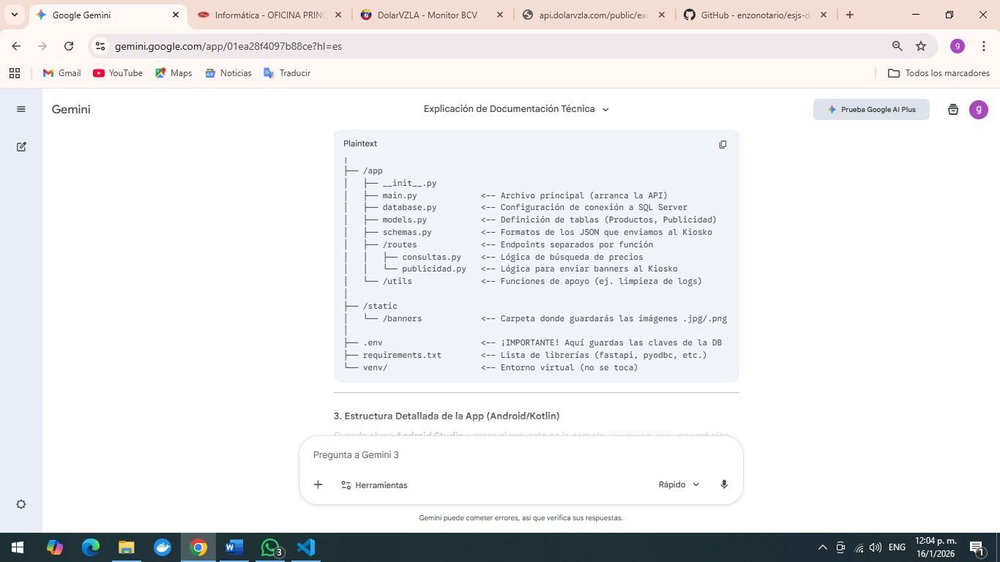 Google Gemini
Informática - OFICINA PRINC
DolarVZLA - Monitor BCV
api.dolarvzla.com/public/exc
GitHub - enzonotario/esjs-d
gemini.google.com/app/01ea28f4097b88ce?hl=es
g
Gmail
YouTube
Maps
Noticias
Traducir
Todos los marcadores
Gemini
Explicación de Documentación Técnica
Prueba Google AI Plus
g
Plaintext
│
├── /app
│   ├── __init__.py
│   ├── main.py             <-- Archivo principal (arranca la API)
│   ├── database.py         <-- Configuración de conexión a SQL Server
│   ├── models.py           <-- Definición de tablas (Productos, Publicidad)
│   ├── schemas.py          <-- Formatos de los JSON que enviamos al Kiosko
│   ├── /routes             <-- Endpoints separados por función
│   │   ├── consultas.py    <-- Lógica de búsqueda de precios
│   │   └── publicidad.py   <-- Lógica para enviar banners al Kiosko
│   └── /utils              <-- Funciones de apoyo (ej. limpieza de logs)
│
├── /static
│   └── /banners            <-- Carpeta donde guardarás las imágenes .jpg/.png
│
├── .env                    <-- ¡IMPORTANTE! Aquí guardas las claves de la DB
├── requirements.txt        <-- Lista de librerías (fastapi, pyodbc, etc.)
└── venv/                   <-- Entorno virtual (no se toca)
3. Estructura Detallada de la App (Android/Kotlin)
Pregunta a Gemini 3
Herramientas
Rápido
Gemini puede cometer errores, así que verifica sus respuestas.
3
ENG
12:04 p. m.
16/1/2026
1